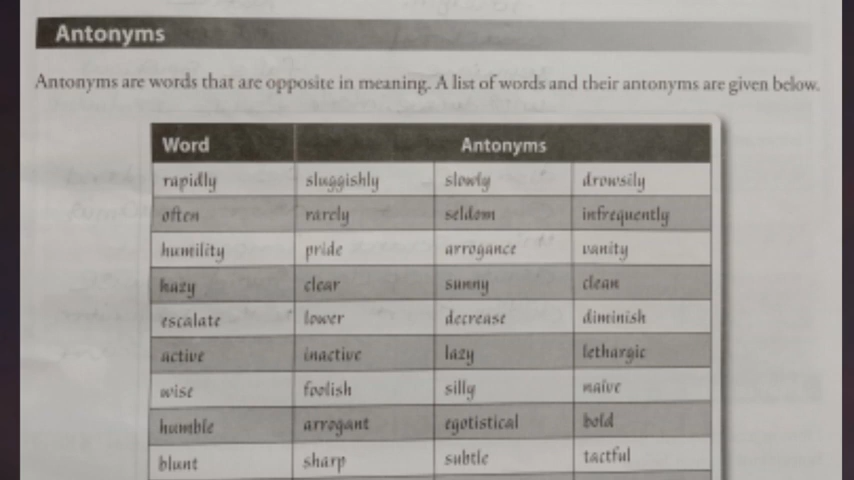 Antonyms
Antonyms are words that are opposite in meaning. A list of words and their antonyms are given below.
Word Antonyms
rapidly sluggishly slowly drowsily
often rarely seldom infrequently
humility pride arrogance vanity
hazy clear sunny clean
escalate lower decrease diminish
active inactive lazy lethargic
wise foolish silly naive
humble arrogant egotistical bold
blunt sharp subtle tactful